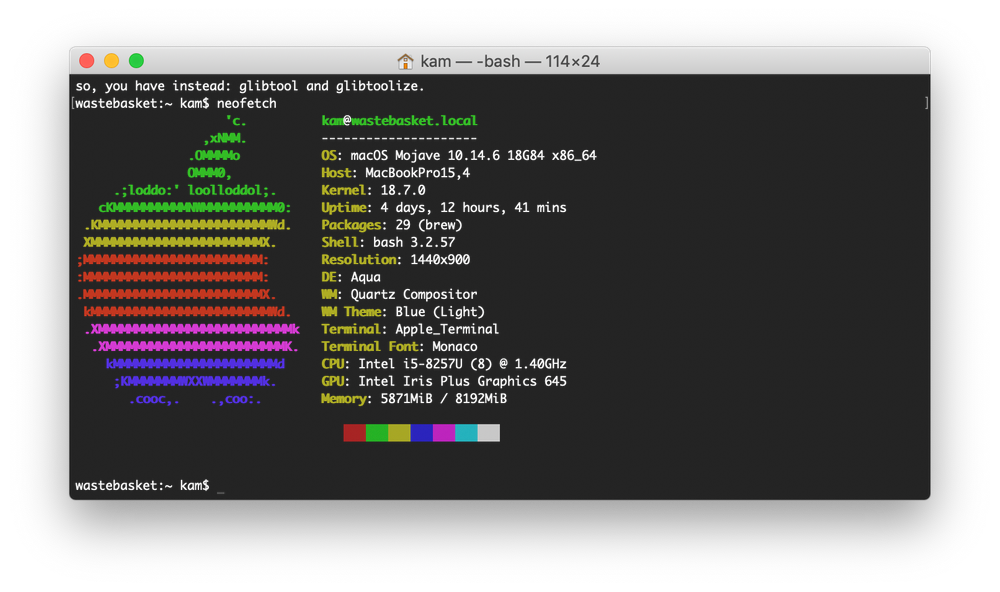 kam — -bash — 114×24
so, you have instead: glibtool and glibtoolize.
[wastebasket:~ kam$ neofetch ]
'c. kam@wastebasket.local
,xNMM. ---------------------
.OMMMMo OS: macOS Mojave 10.14.6 18G84 x86_64
OMMM0, Host: MacBookPro15,4
.;loddo:' loolloddol;. Kernel: 18.7.0
cKMMMMMMMMMMNWMMMMMMMMMM0: Uptime: 4 days, 12 hours, 41 mins
.KMMMMMMMMMMMMMMMMMMMMMMMWd. Packages: 29 (brew)
XMMMMMMMMMMMMMMMMMMMMMMMX. Shell: bash 3.2.57
;MMMMMMMMMMMMMMMMMMMMMMMM: Resolution: 1440x900
:MMMMMMMMMMMMMMMMMMMMMMMM: DE: Aqua
.MMMMMMMMMMMMMMMMMMMMMMMMX. WM: Quartz Compositor
kMMMMMMMMMMMMMMMMMMMMMMMMWd. WM Theme: Blue (Light)
.XMMMMMMMMMMMMMMMMMMMMMMMMMMk Terminal: Apple_Terminal
.XMMMMMMMMMMMMMMMMMMMMMMMMK. Terminal Font: Monaco
kMMMMMMMMMMMMMMMMMMMMMMd CPU: Intel i5-8257U (8) @ 1.40GHz
;KMMMMMMMWXXWMMMMMMMk. GPU: Intel Iris Plus Graphics 645
.cooc,. .,coo:. Memory: 5871MiB / 8192MiB
wastebasket:~ kam$ _